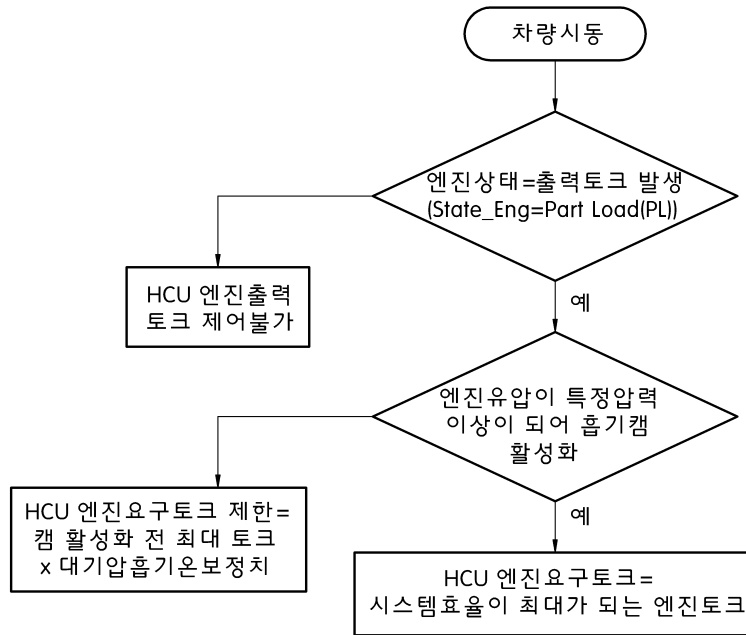 차량시동
엔진상태=출력토크 발생
(State_Eng=Part Load(PL))
HCU 엔진출력
토크 제어불가
예
엔진유압이 특정압력
이상이 되어 흡기캠
활성화
HCU 엔진요구토크 제한=
캠 활성화 전 최대 토크
x 대기압흡기온보정치
예
HCU 엔진요구토크=
시스템효율이 최대가 되는 엔진토크